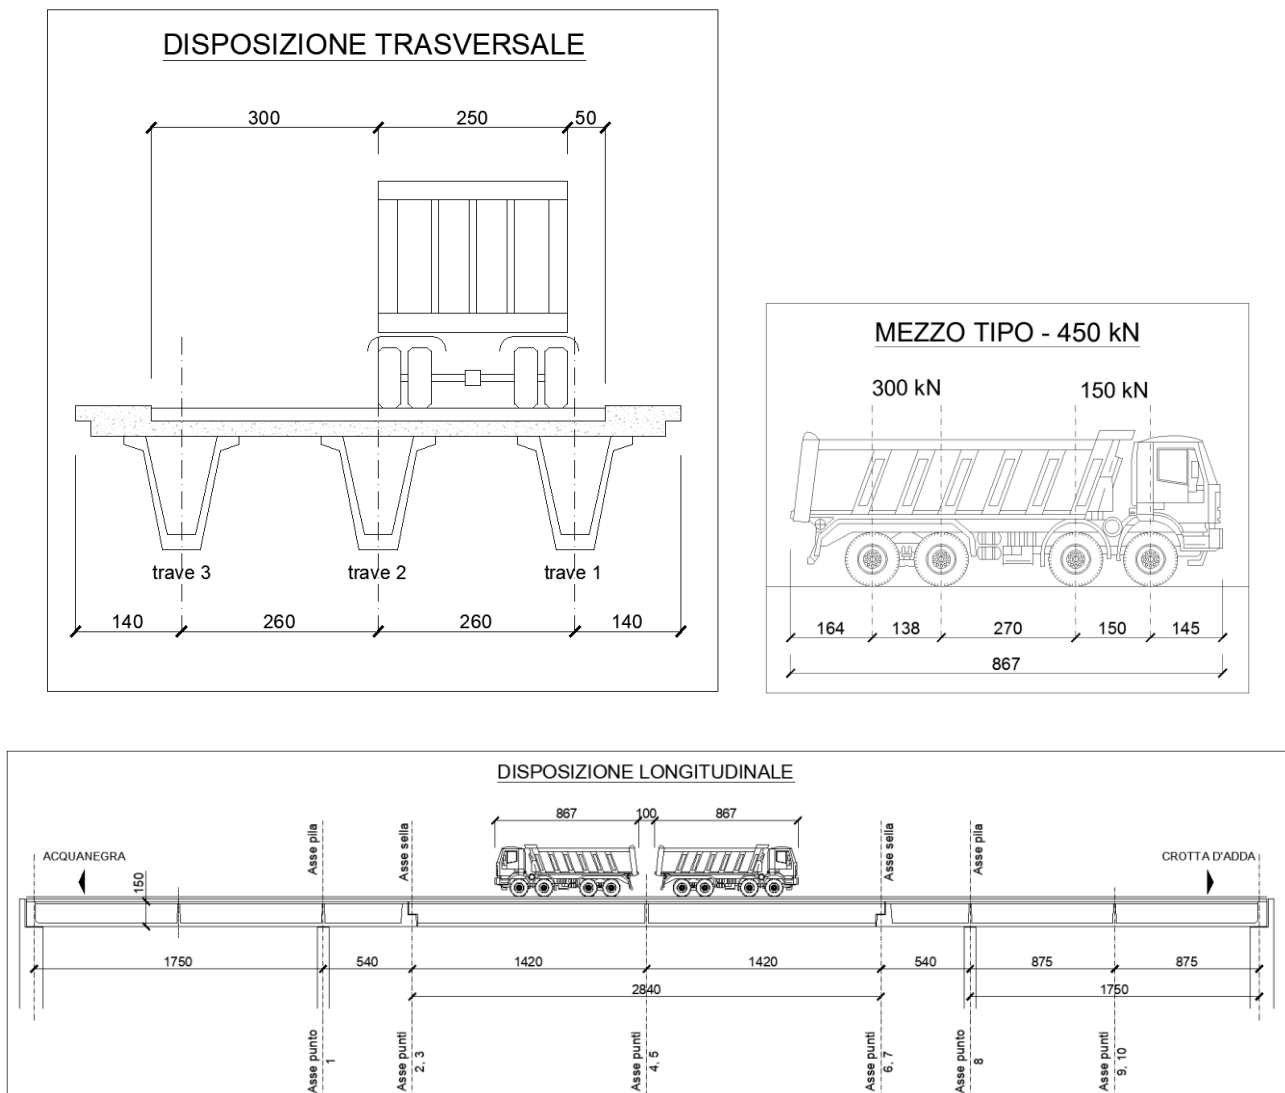 DISPOSIZIONE TRASVERSALE
300 250 50
trave 3 trave 2 trave 1
140 260 260 140
MEZZO TIPO - 450 kN
300 kN 150 kN
164 138 270 150 145
867
DISPOSIZIONE LONGITUDINALE
867 100 867
Asse pila
Asse sella
Asse sella
Asse pila
ACQUANEGRA
CROTTA D'ADDA
150
1750 540 1420 1420 540 875 875
2840 1750
Asse punto
1
Asse punti
2, 3
Asse punti
4, 5
Asse punti
6, 7
Asse punto
8
Asse punti
9, 10